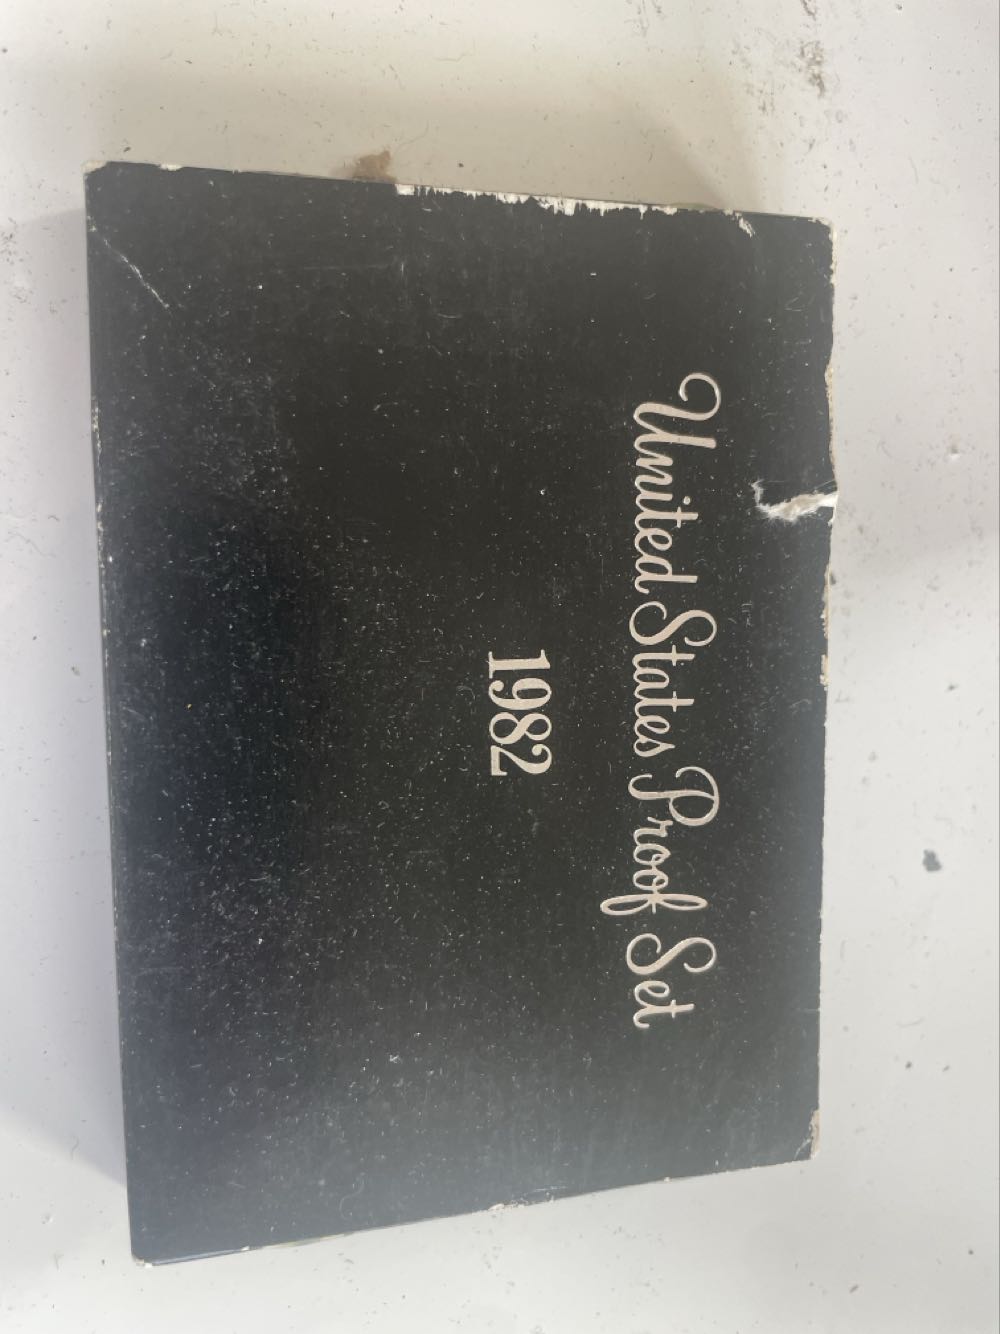 United States Proof Set
1982